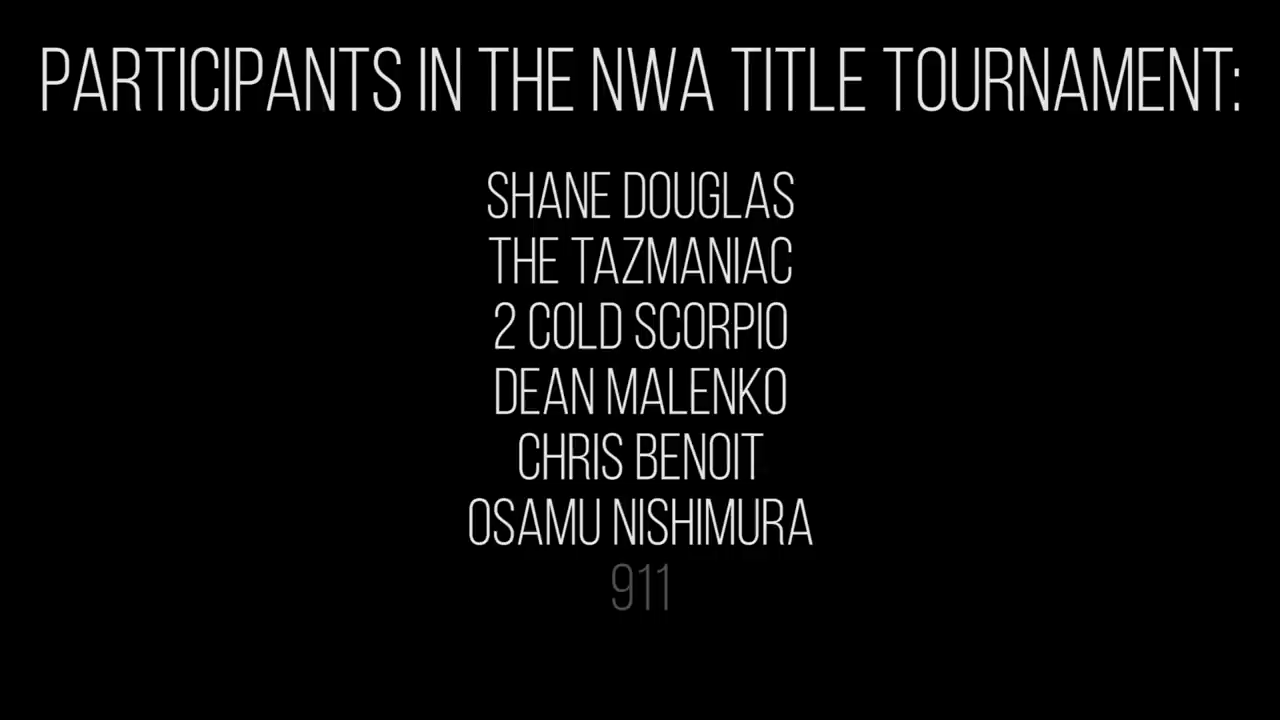 PARTICIPANTS IN THE NWA TITLE TOURNAMENT:
SHANE DOUGLAS
THE TAZMANIAC
2 COLD SCORPIO
DEAN MALENKO
CHRIS BENOIT
OSAMU NISHIMURA
911